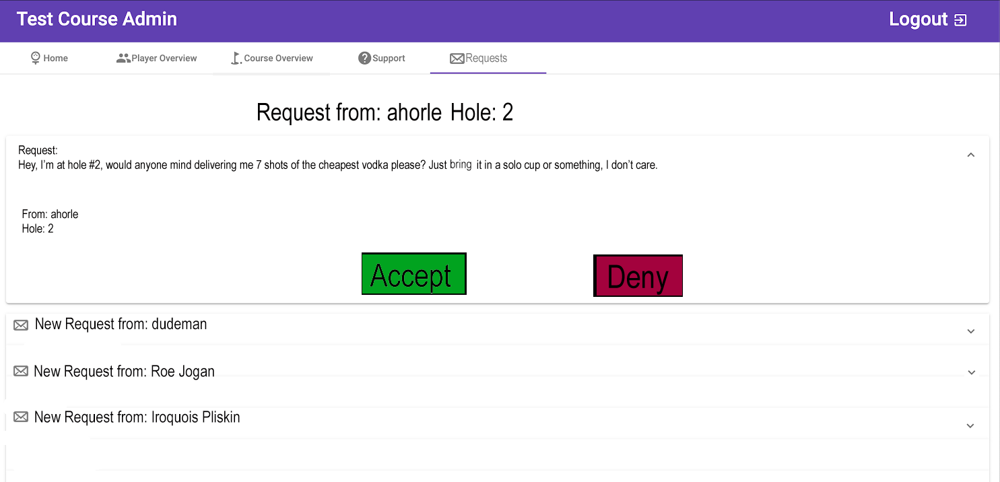 Test Course Admin
Logout
Home
Player Overview
Course Overview
Support
Requests
Request from: ahorle Hole: 2
Request:
Hey, I'm at hole #2, would anyone mind delivering me 7 shots of the cheapest vodka please? Just bring it in a solo cup or something, I don't care.
From: ahorle
Hole: 2
Accept
Deny
New Request from: dudeman
New Request from: Roe Jogan
New Request from: Iroquois Pliskin